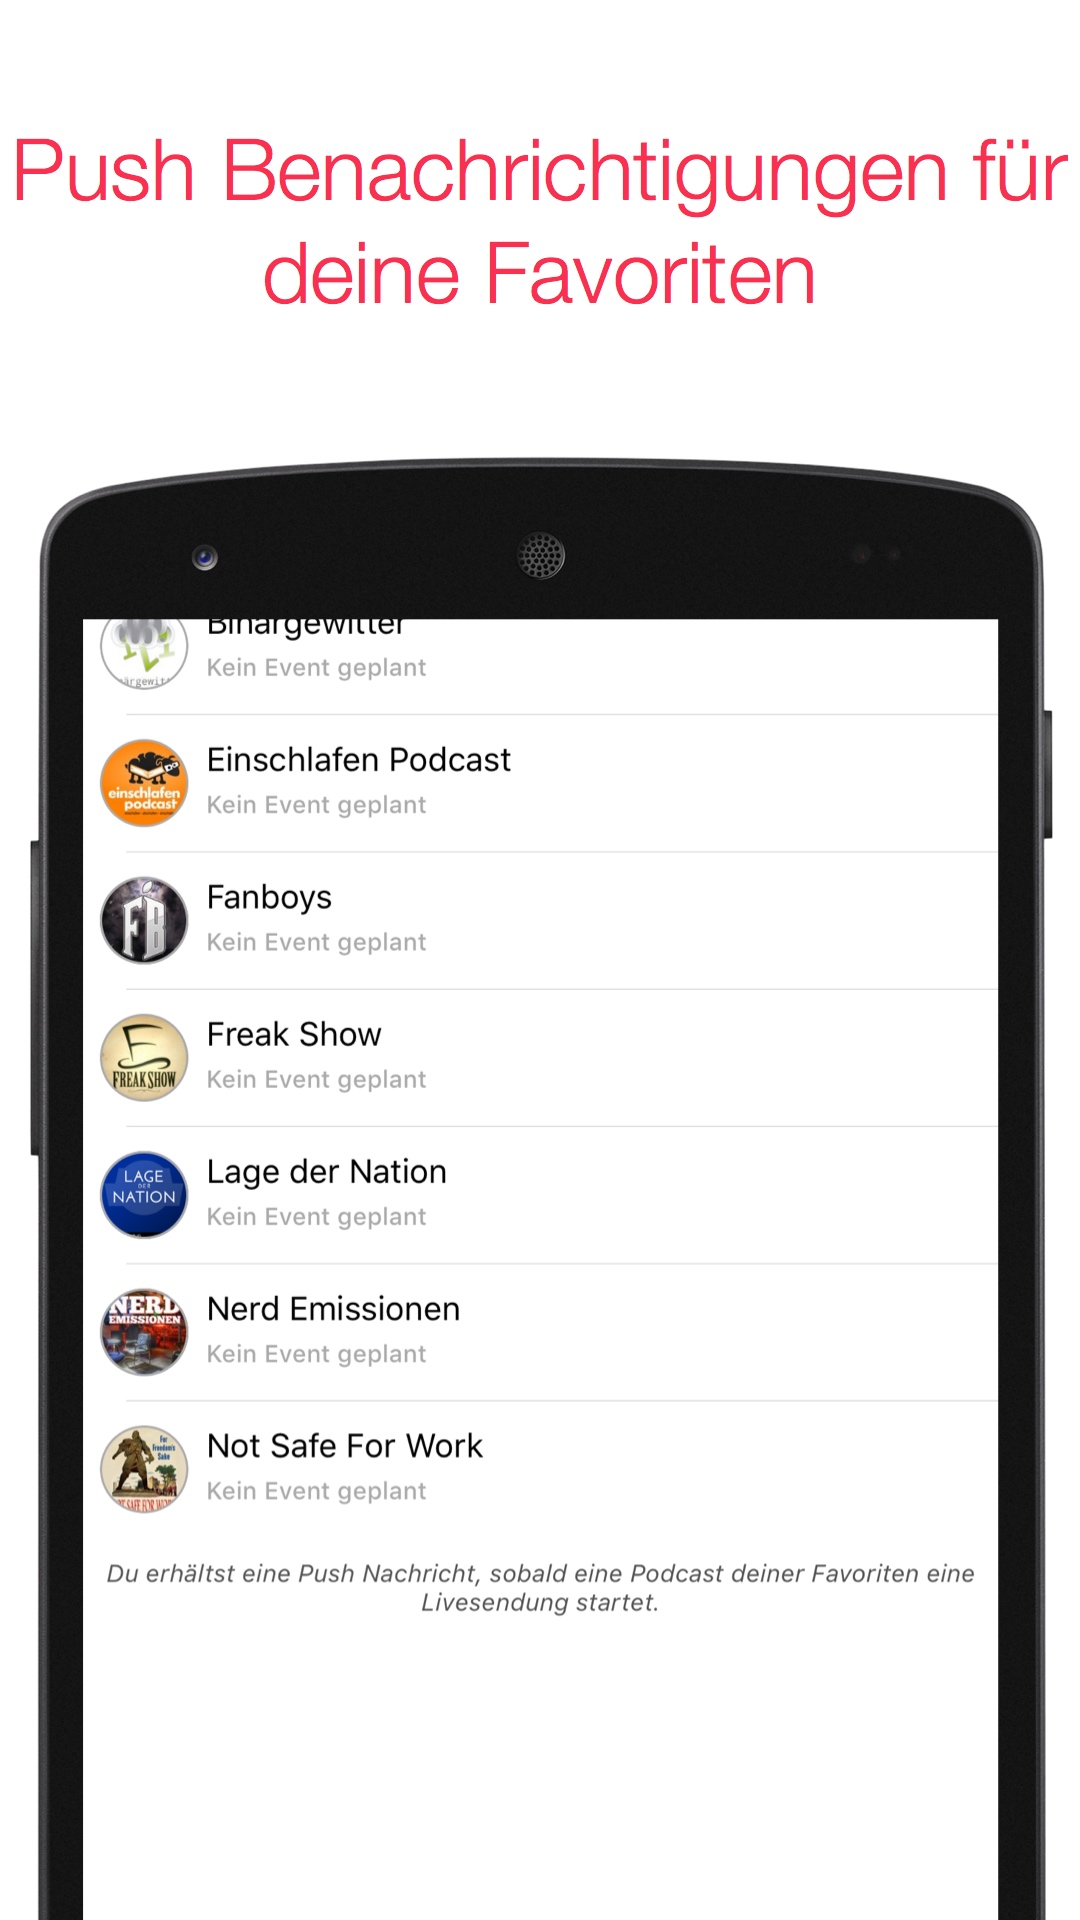 Push Benachrichtigungen für
deine Favoriten
Binärgewitter
Kein Event geplant
einschlafen
podcast
Einschlafen Podcast
Kein Event geplant
FB
Fanboys
Kein Event geplant
FREAK SHOW
Freak Show
Kein Event geplant
LAGE
DER
NATION
Lage der Nation
Kein Event geplant
NERD
EMISSIONEN
Nerd Emissionen
Kein Event geplant
For
Freedom's
Sake
Not Safe For Work
Kein Event geplant
Du erhältst eine Push Nachricht, sobald eine Podcast deiner Favoriten eine
Livesendung startet.